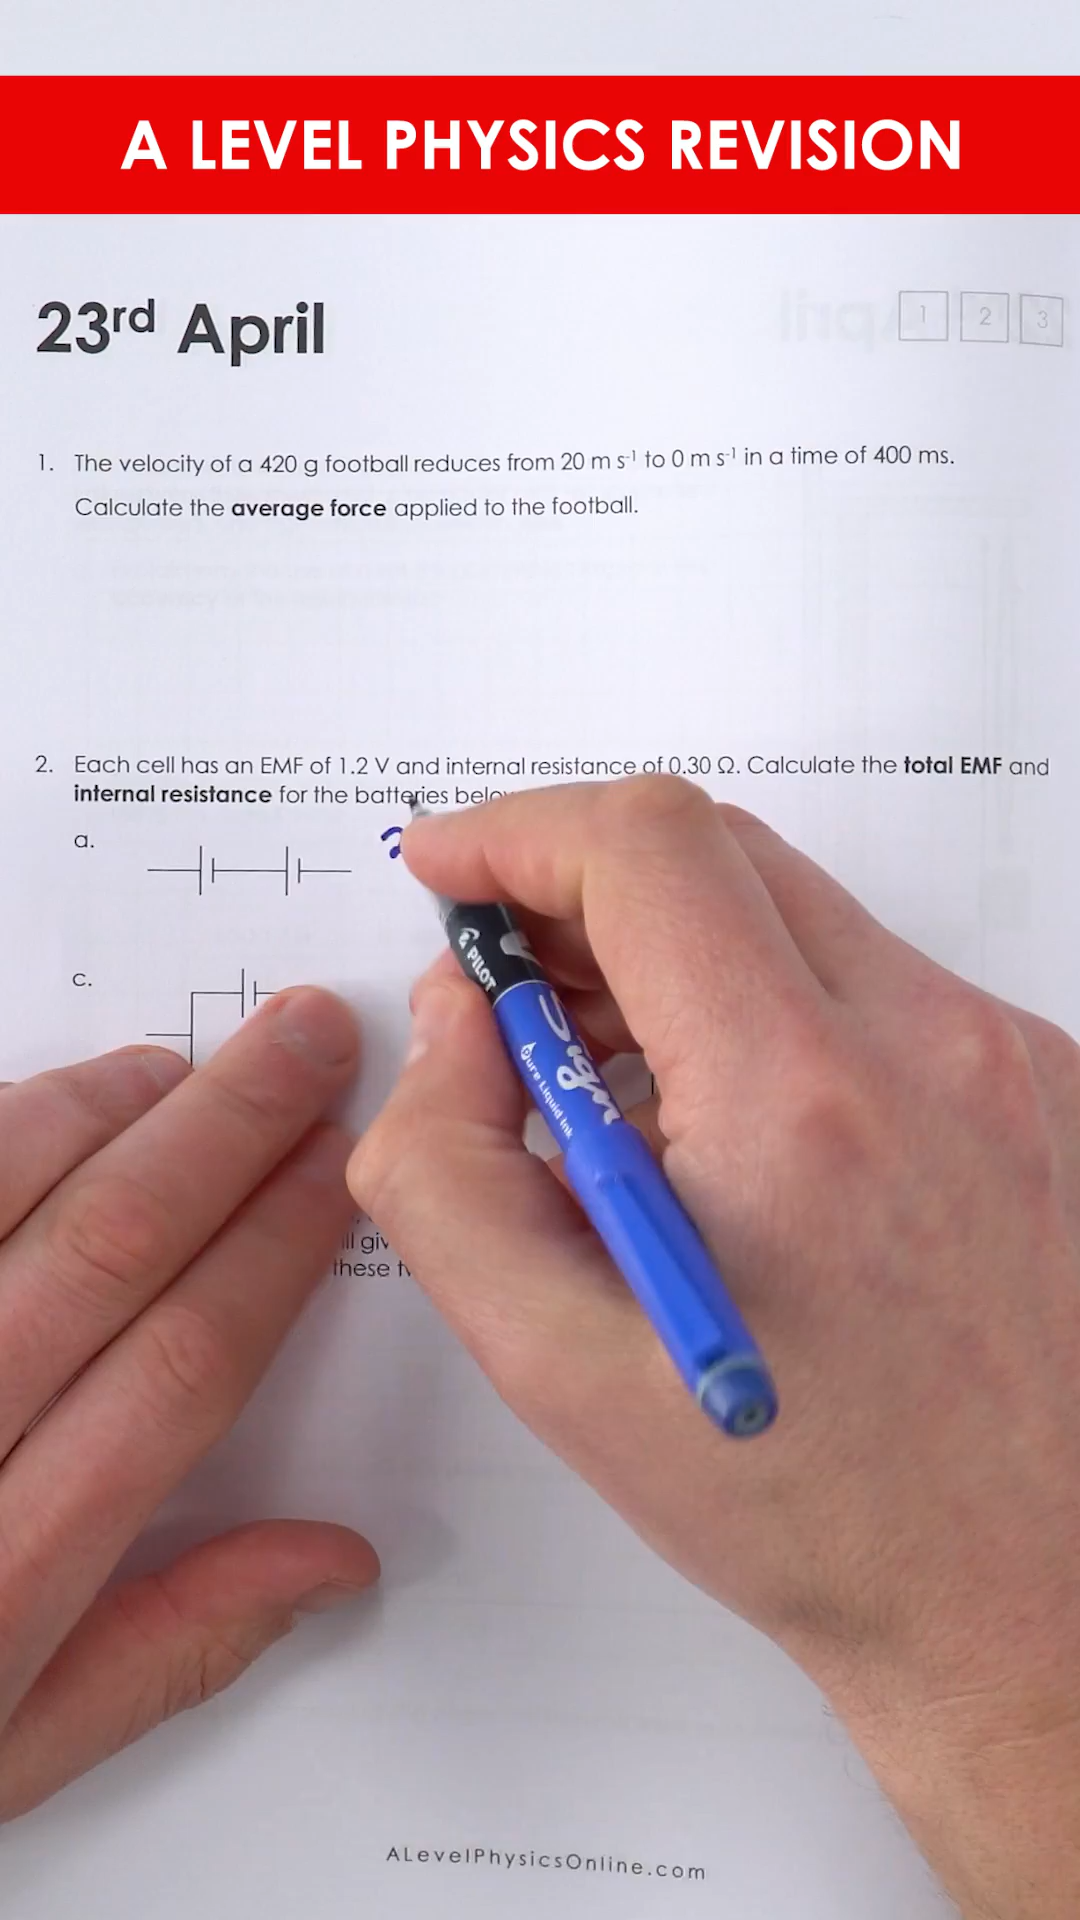 A LEVEL PHYSICS REVISION
23rd April
1 2 3
1. The velocity of a 420 g football reduces from 20 m s⁻¹ to 0 m s⁻¹ in a time of 400 ms.
Calculate the average force applied to the football.
2. Each cell has an EMF of 1.2 V and internal resistance of 0.30 Ω. Calculate the total EMF and
internal resistance for the batteries
a.
c.
PILOT
Sign
Pure Liquid Ink
these
ALevelPhysicsOnline.com